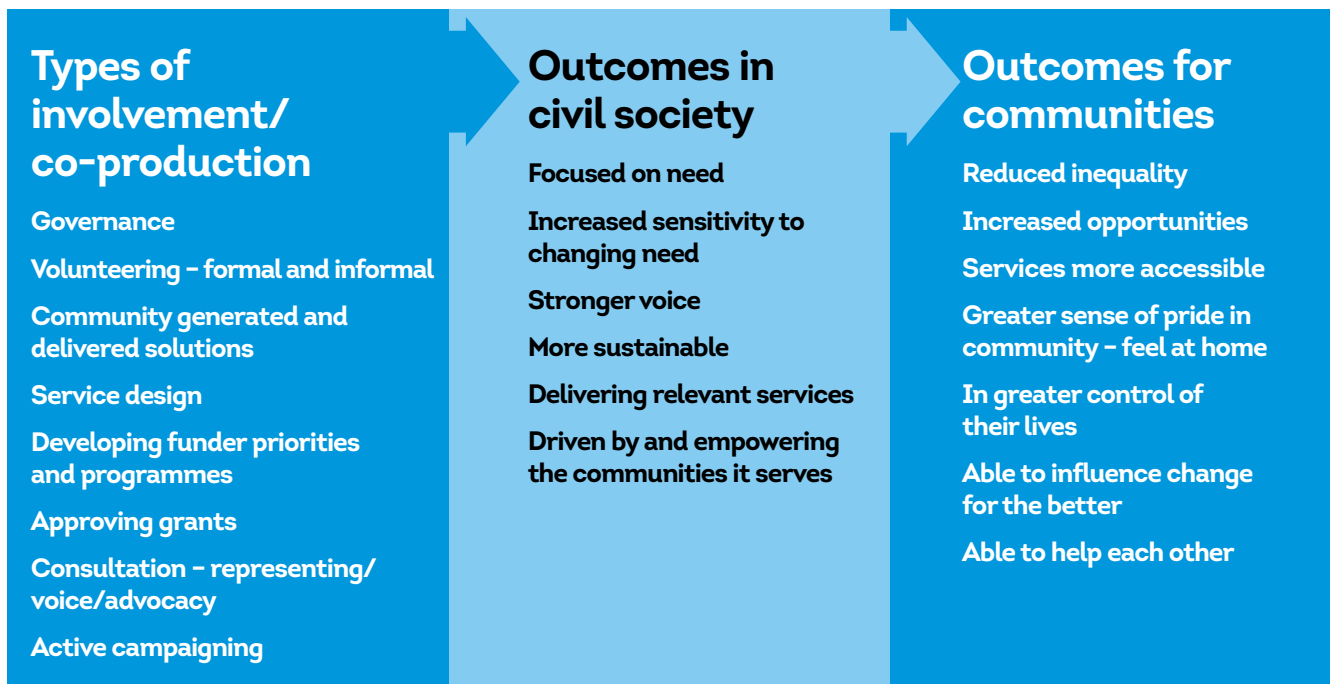 Types of
involvement/
co-production
Governance
Volunteering – formal and informal
Community generated and
delivered solutions
Service design
Developing funder priorities
and programmes
Approving grants
Consultation – representing/
voice/advocacy
Active campaigning
Outcomes in
civil society
Focused on need
Increased sensitivity to
changing need
Stronger voice
More sustainable
Delivering relevant services
Driven by and empowering
the communities it serves
Outcomes for
communities
Reduced inequality
Increased opportunities
Services more accessible
Greater sense of pride in
community – feel at home
In greater control of
their lives
Able to influence change
for the better
Able to help each other